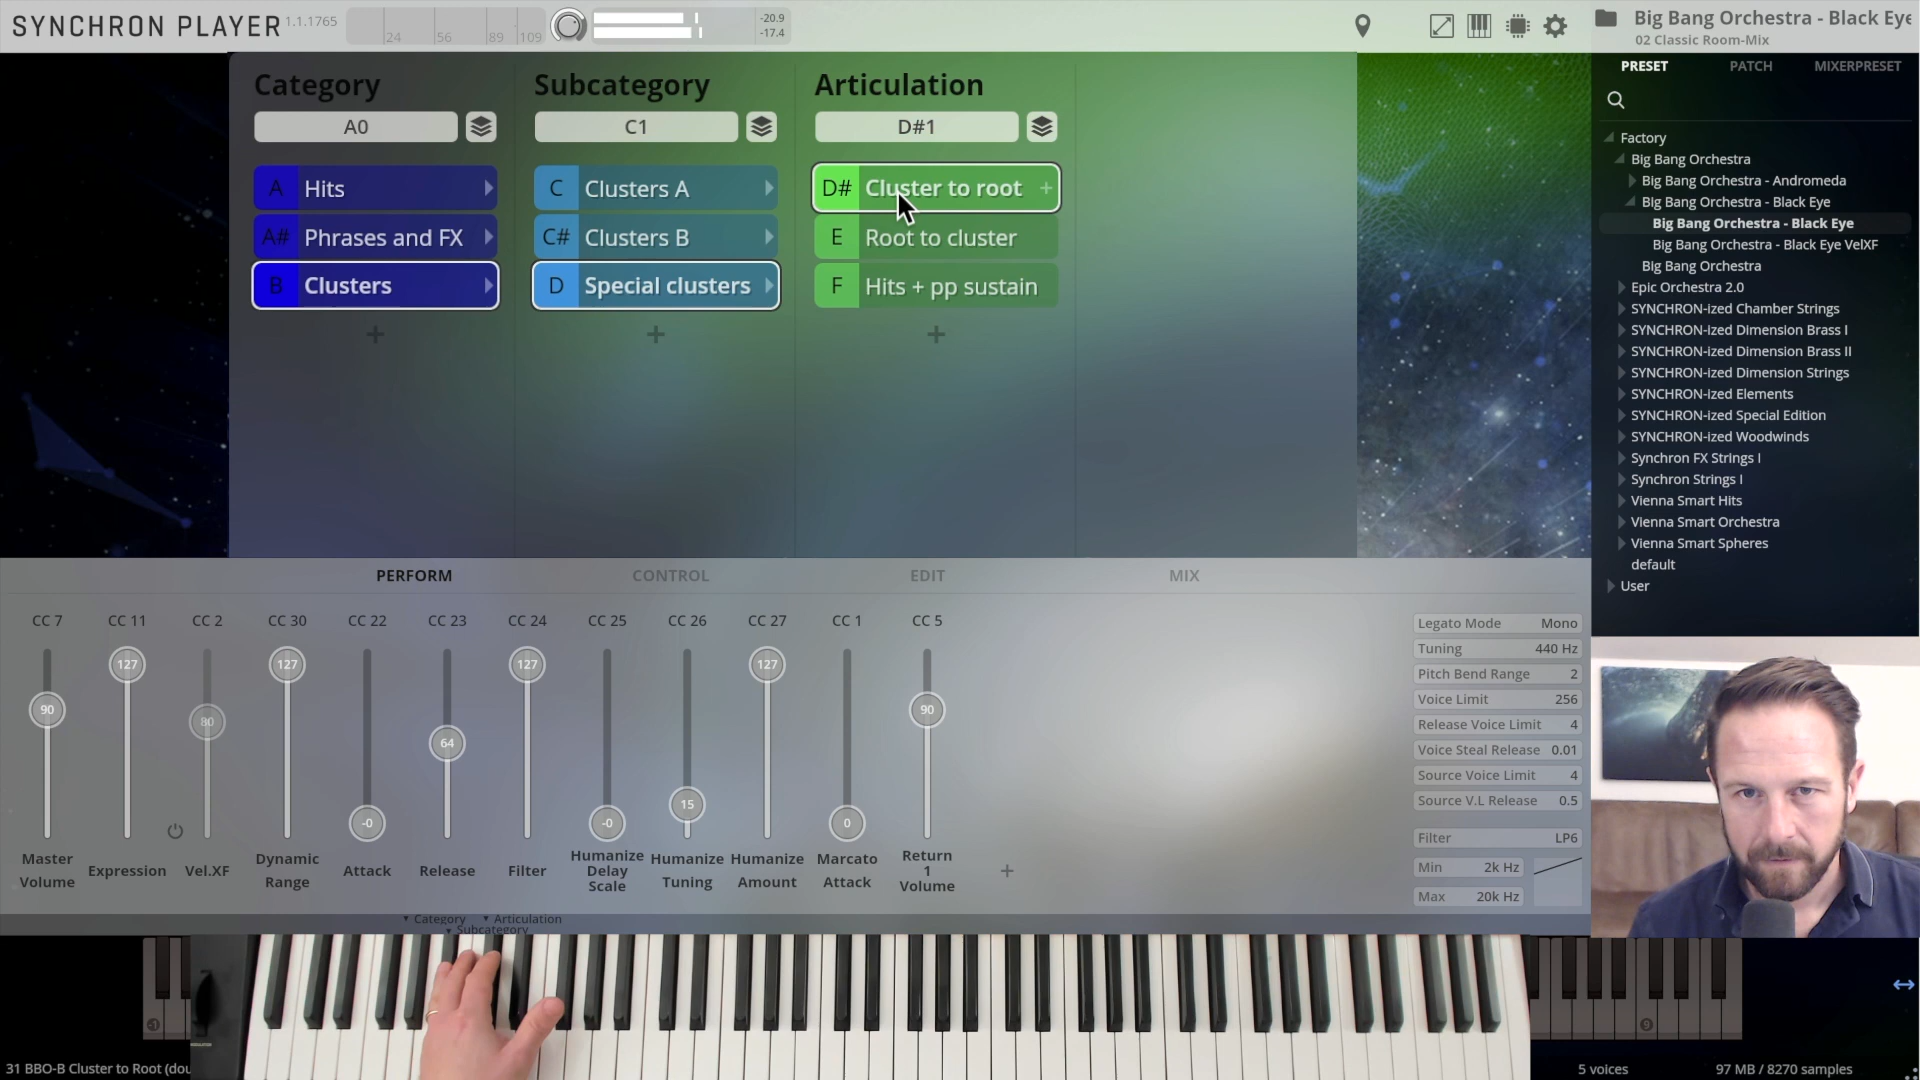 SYNCHRON PLAYER 1.1.1765
24 56 89 109
-20.9
-17.4
Big Bang Orchestra - Black Eye
02 Classic Room-Mix
PRESET PATCH MIXERPRESET
Category Subcategory Articulation
A0 C1 D#1
A Hits C Clusters A D# Cluster to root +
A# Phrases and FX C# Clusters B E Root to cluster
B Clusters D Special clusters F Hits + pp sustain
+ + +
Factory
Big Bang Orchestra
Big Bang Orchestra - Andromeda
Big Bang Orchestra - Black Eye
Big Bang Orchestra - Black Eye
Big Bang Orchestra - Black Eye VelXF
Big Bang Orchestra
Epic Orchestra 2.0
SYNCHRON-ized Chamber Strings
SYNCHRON-ized Dimension Brass I
SYNCHRON-ized Dimension Brass II
SYNCHRON-ized Dimension Strings
SYNCHRON-ized Elements
SYNCHRON-ized Special Edition
SYNCHRON-ized Woodwinds
Synchron FX Strings I
Synchron Strings I
Vienna Smart Hits
Vienna Smart Orchestra
Vienna Smart Spheres
default
User
PERFORM CONTROL EDIT MIX
CC 7 CC 11 CC 2 CC 30 CC 22 CC 23 CC 24 CC 25 CC 26 CC 27 CC 1 CC 5
90 127 80 127 -0 64 127 -0 15 127 0 90
Master Volume
Expression
Vel.XF
Dynamic Range
Attack
Release
Filter
Humanize Delay Scale
Humanize Tuning
Humanize Amount
Marcato Attack
Return 1 Volume
+
Legato Mode Mono
Tuning 440 Hz
Pitch Bend Range 2
Voice Limit 256
Release Voice Limit 4
Voice Steal Release 0.01
Source Voice Limit 4
Source V.L Release 0.5
Filter LP6
Min 2k Hz
Max 20k Hz
Category Articulation
Subcategory
-1 9
31 BBO-B Cluster to Root (dou
5 voices 97 MB / 8270 samples